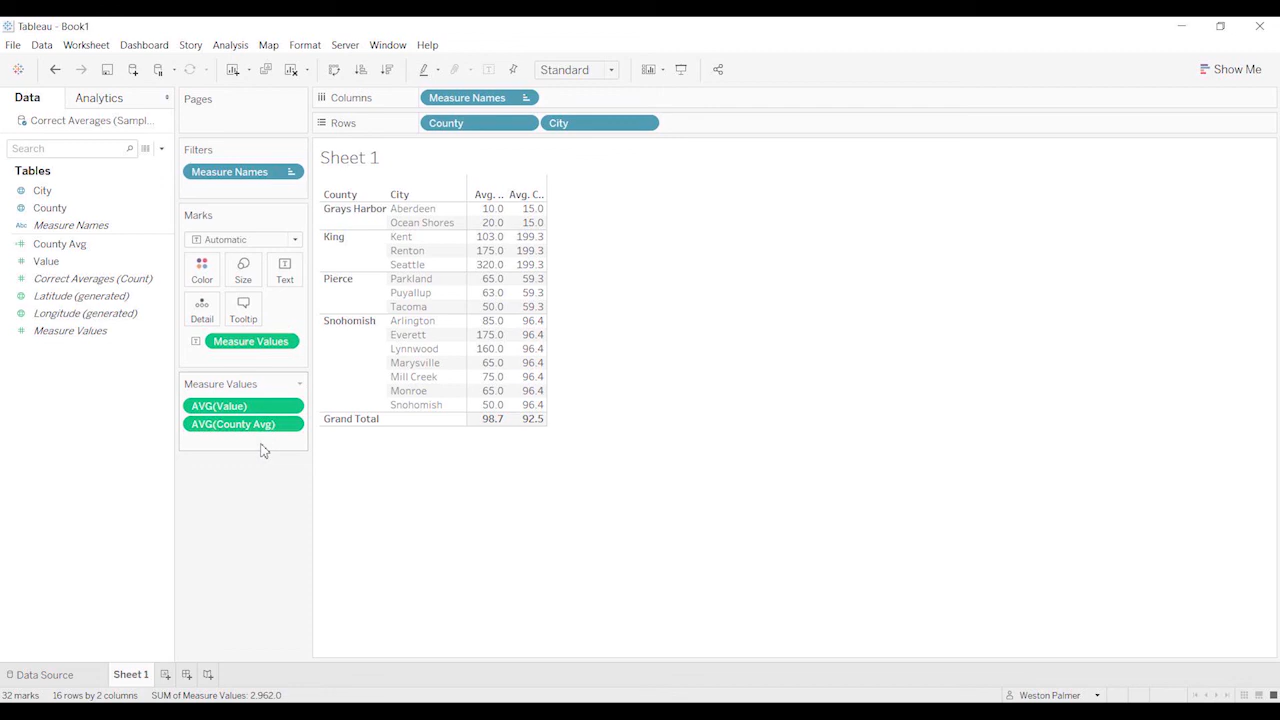 Tableau - Book1
File Data Worksheet Dashboard Story Analysis Map Format Server Window Help
Standard
Show Me
Data Analytics
Correct Averages (Sampl...
Search
Tables
City
County
Abc Measure Names
County Avg
Value
Correct Averages (Count)
Latitude (generated)
Longitude (generated)
Measure Values
Pages
Filters
Measure Names
Marks
Automatic
Color Size Text
Detail Tooltip
Measure Values
Measure Values
AVG(Value)
AVG(County Avg)
Columns Measure Names
Rows County City
Sheet 1
County City Avg. .. Avg. C..
Grays Harbor Aberdeen 10.0 15.0
Ocean Shores 20.0 15.0
King Kent 103.0 199.3
Renton 175.0 199.3
Seattle 320.0 199.3
Pierce Parkland 65.0 59.3
Puyallup 63.0 59.3
Tacoma 50.0 59.3
Snohomish Arlington 85.0 96.4
Everett 175.0 96.4
Lynnwood 160.0 96.4
Marysville 65.0 96.4
Mill Creek 75.0 96.4
Monroe 65.0 96.4
Snohomish 50.0 96.4
Grand Total 98.7 92.5
Data Source Sheet 1
32 marks 16 rows by 2 columns SUM of Measure Values: 2,962.0
Weston Palmer